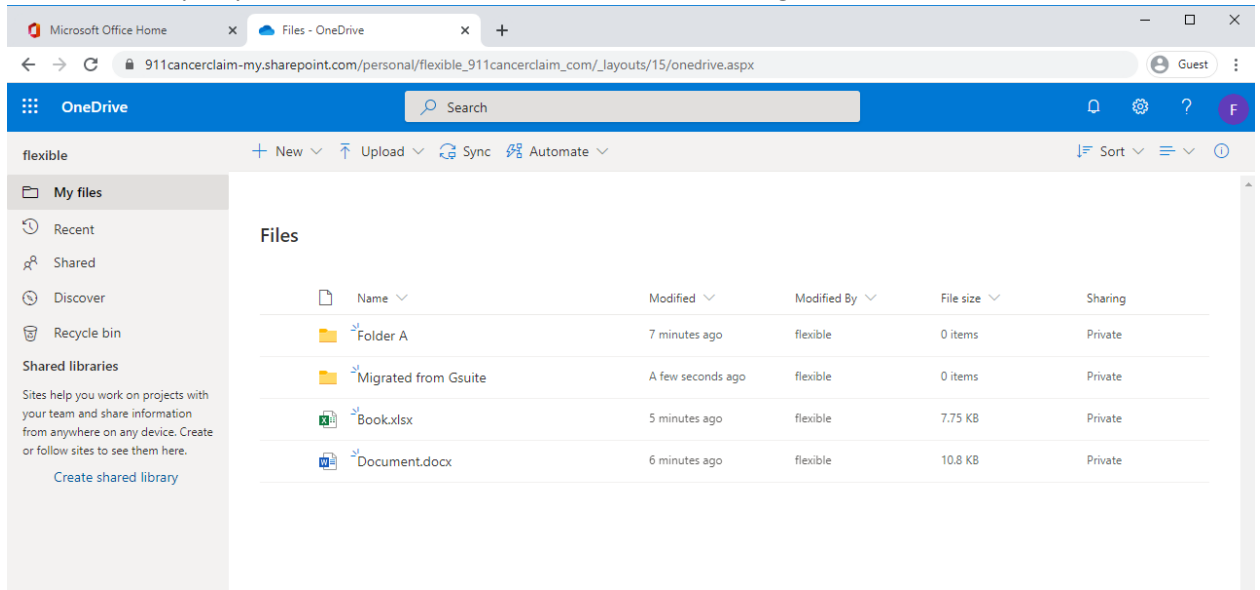 Microsoft Office Home
Files - OneDrive
911cancerclaim-my.sharepoint.com/personal/flexible_911cancerclaim_com/_layouts/15/onedrive.aspx
Guest
OneDrive
Search
?
F
flexible
New
Upload
Sync
Automate
Sort
My files
Recent
Shared
Discover
Recycle bin
Shared libraries
Sites help you work on projects with
your team and share information
from anywhere on any device. Create
or follow sites to see them here.
Create shared library
Files
Name Modified Modified By File size Sharing
Folder A 7 minutes ago flexible 0 items Private
Migrated from Gsuite A few seconds ago flexible 0 items Private
Book.xlsx 5 minutes ago flexible 7.75 KB Private
Document.docx 6 minutes ago flexible 10.8 KB Private